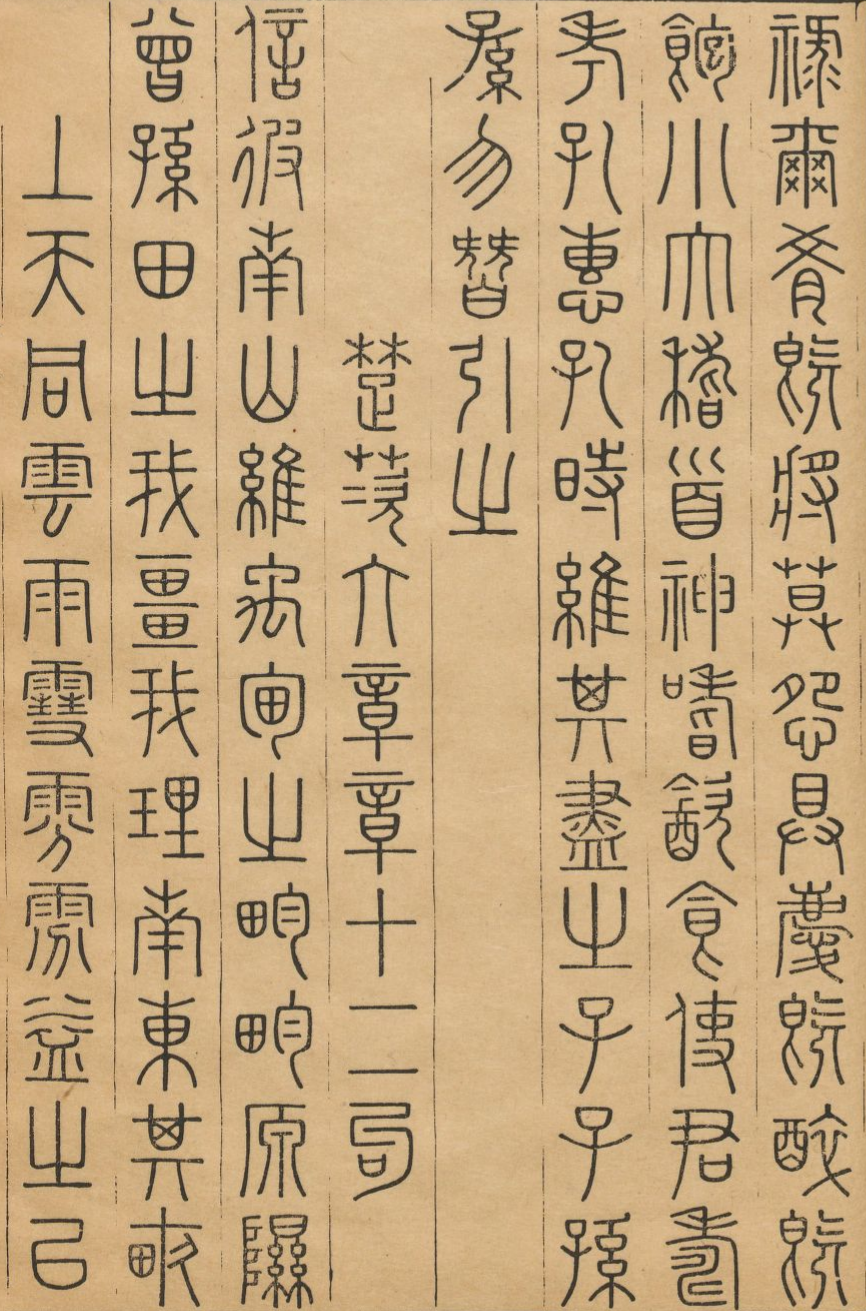 祿爾肴既將莫怨具慶既醉既
飽小大稽首神嗜飲食使君壽
考孔惠孔時維其盡之子子孫
孫勿替引之
楚茨六章章十二句
信彼南山維禹甸之畇畇原隰
曾孫田之我畺我理南東其畝
上天同雲雨雪雰雰益之以